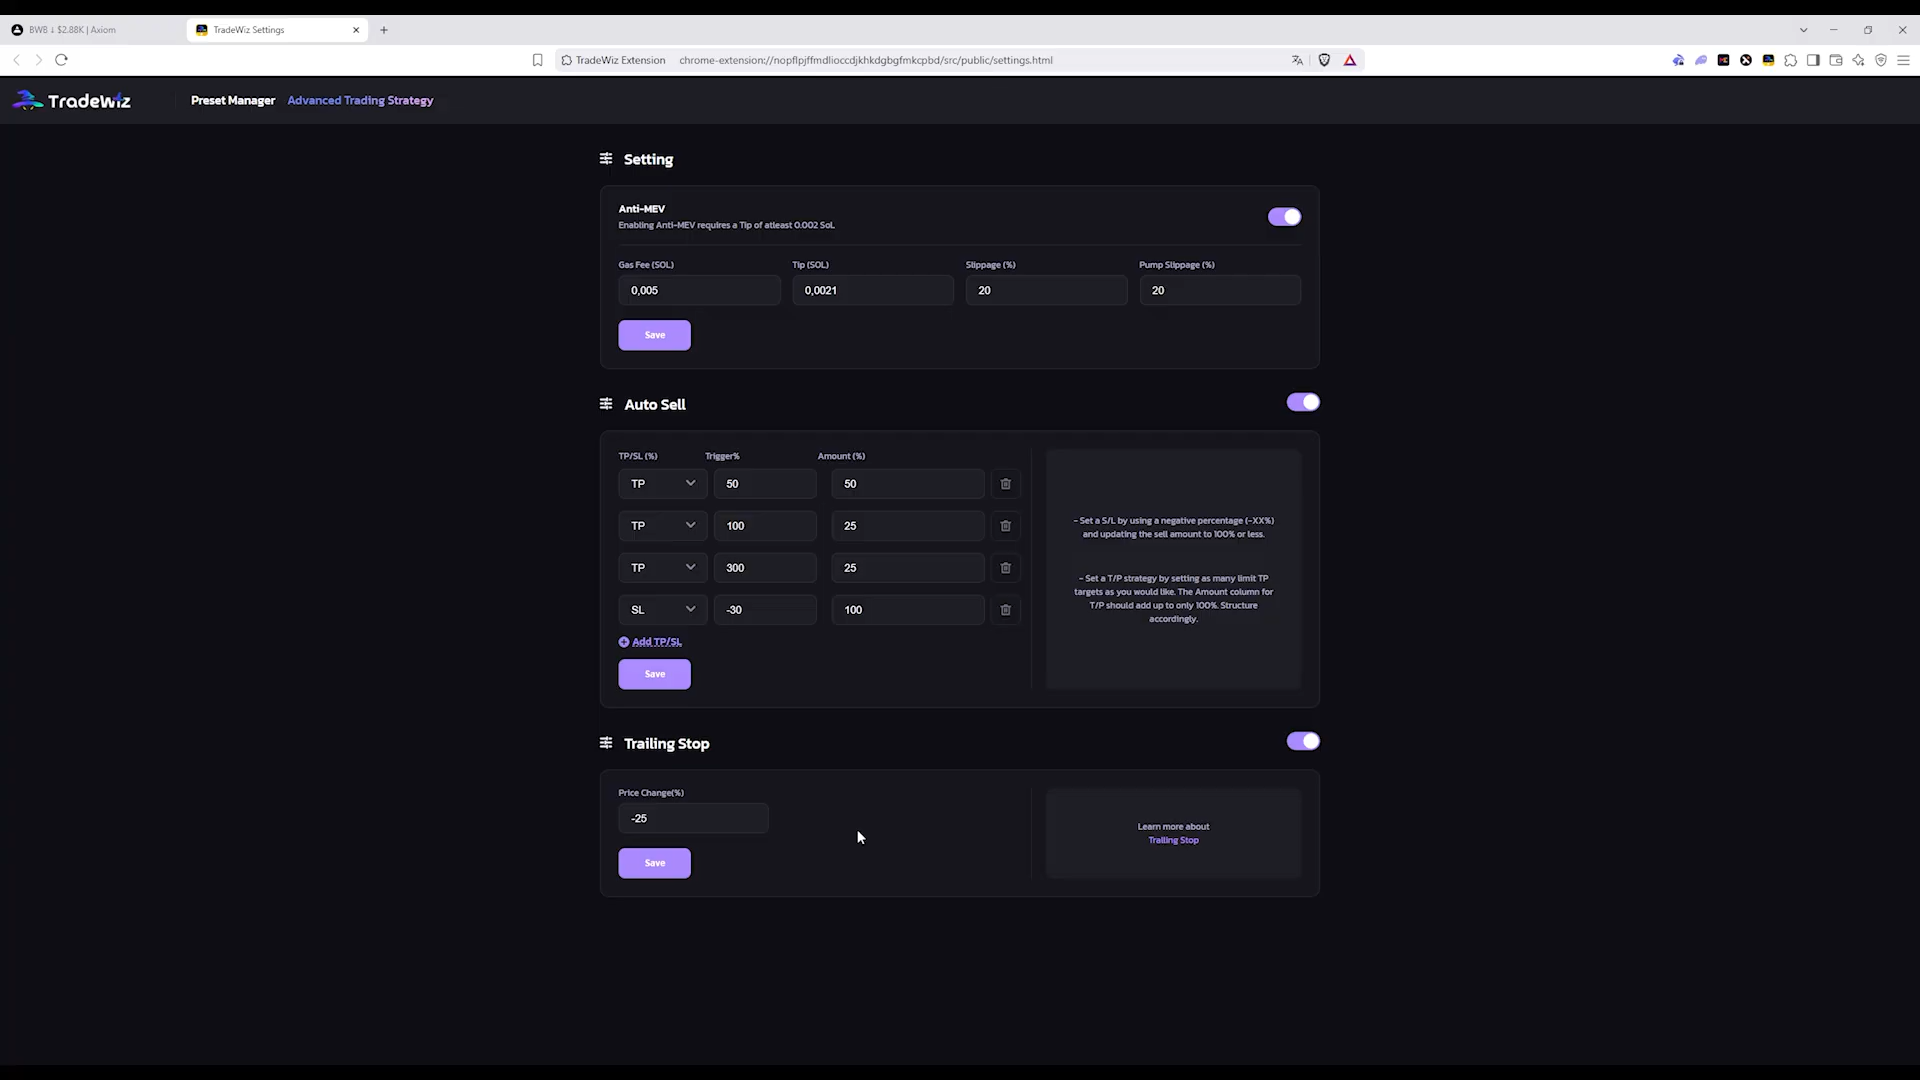 BWB ↓ $2.88K | Axiom
TradeWiz Settings
TradeWiz Extension
chrome-extension://nopflpjffmdlioccdjkhkdgbgfmkcpbd/src/public/settings.html
TradeWiz
Preset Manager
Advanced Trading Strategy
Setting
Anti-MEV
Enabling Anti-MEV requires a Tip of atleast 0.002 SoL
Gas Fee (SOL)
Tip (SOL)
Slippage (%)
Pump Slippage (%)
0,005
0,0021
20
20
Save
Auto Sell
TP/SL (%)
Trigger%
Amount (%)
TP
50
50
TP
100
25
TP
300
25
SL
-30
100
Add TP/SL
Save
- Set a S/L by using a negative percentage (-XX%)
and updating the sell amount to 100% or less.
- Set a T/P strategy by setting as many limit TP
targets as you would like. The Amount column for
T/P should add up to only 100%. Structure
accordingly.
Trailing Stop
Price Change(%)
-25
Save
Learn more about
Trailing Stop